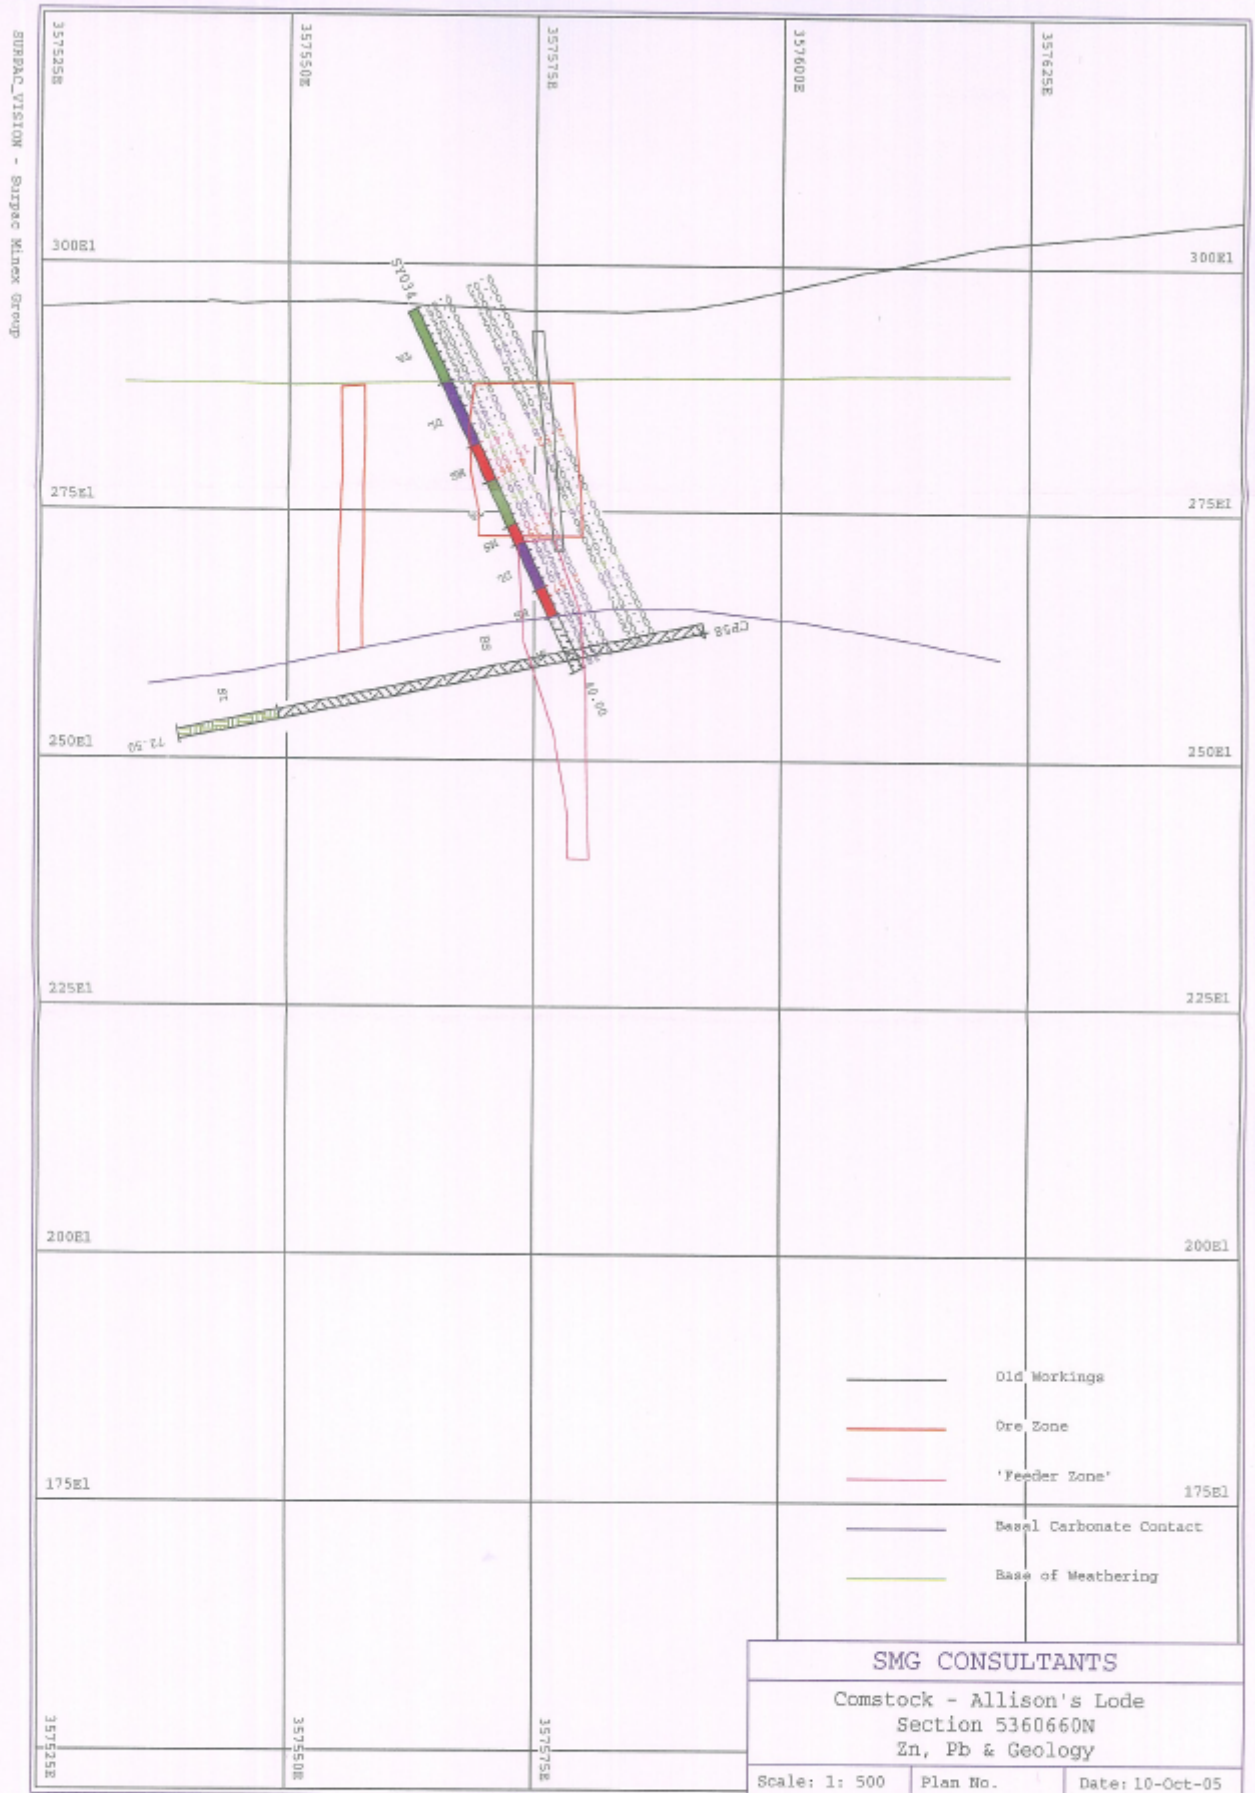 357525E
357550E
357575E
357600E
357625E
SURPAC_VISION - Surpac Minex Group
300El
300El
SY034
275El
275El
CP58
SB
40.00
SI
72.50
250El
250El
225El
225El
200El
200El
Old Workings
Ore Zone
'Feeder Zone'
175El
175El
Basal Carbonate Contact
Base of Weathering
SMG CONSULTANTS
Comstock - Allison's Lode
Section 5360660N
Zn, Pb & Geology
357525E
357550E
357575E
Scale: 1: 500
Plan No.
Date: 10-Oct-05